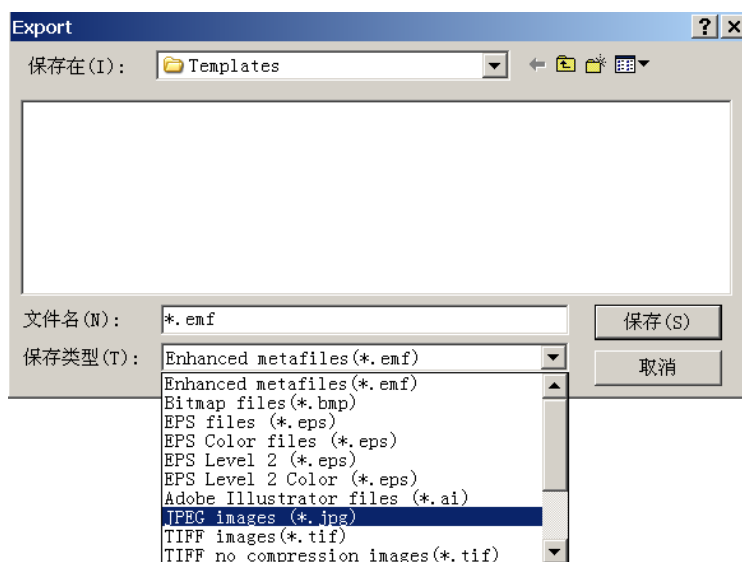 Export
保存在(I):
Templates
文件名(N):
*.emf
保存(S)
保存类型(T):
Enhanced metafiles(*.emf)
取消
Enhanced metafiles(*.emf)
Bitmap files(*.bmp)
EPS files (*.eps)
EPS Color files (*.eps)
EPS Level 2 (*.eps)
EPS Level 2 Color (*.eps)
Adobe Illustrator files (*.ai)
JPEG images (*.jpg)
TIFF images(*.tif)
TIFF no compression images(*.tif)